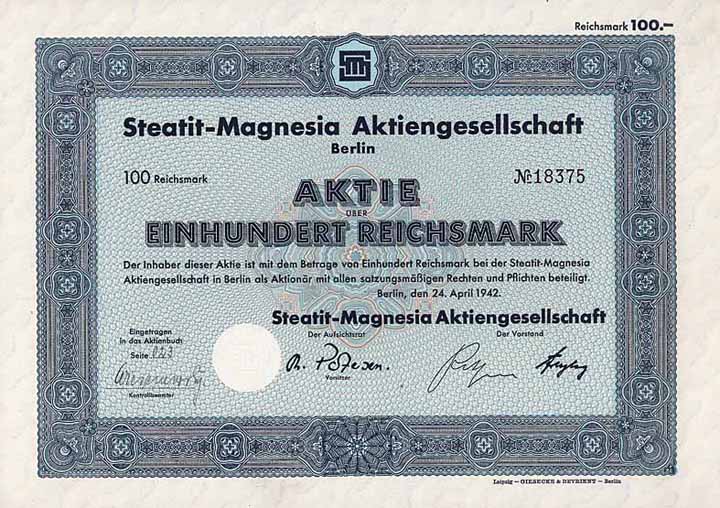 Reichsmark 100.–
Steatit-Magnesia Aktiengesellschaft
Berlin
100 Reichsmark
№ 18375
AKTIE
ÜBER
EINHUNDERT REICHSMARK
Der Inhaber dieser Aktie ist mit dem Betrage von Einhundert Reichsmark bei der Steatit-Magnesia
Aktiengesellschaft in Berlin als Aktionär mit allen satzungsmäßigen Rechten und Pflichten beteiligt.
Berlin, den 24. April 1942.
Steatit-Magnesia Aktiengesellschaft
Der Aufsichtsrat
Der Vorstand
Eingetragen
in das Aktienbuch
Seite
Vorsitzer
Kontrollbeamter
Leipzig – GIESECKE & DEVRIENT – Berlin